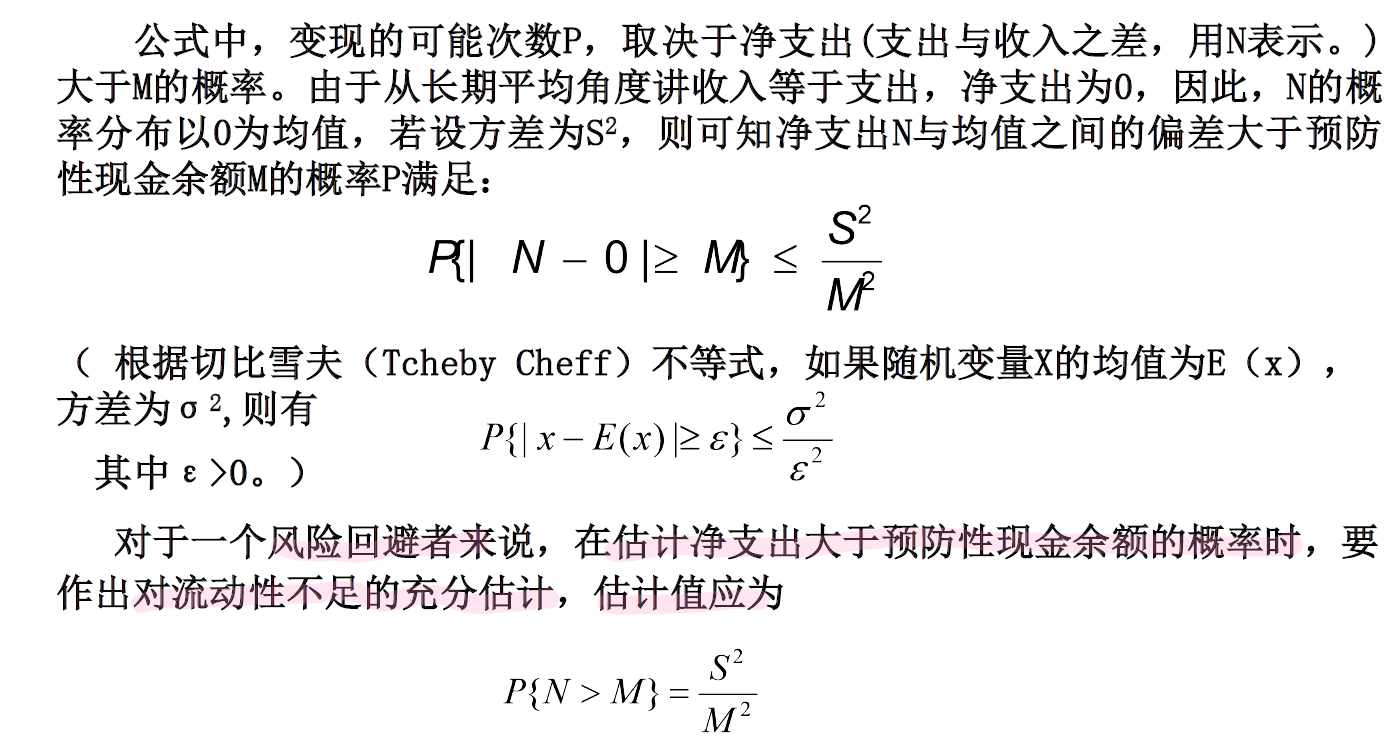 公式中，变现的可能次数P，取决于净支出(支出与收入之差，用N表示。)
大于M的概率。由于从长期平均角度讲收入等于支出，净支出为0，因此，N的概
率分布以0为均值，若设方差为S²，则可知净支出N与均值之间的偏差大于预防
性现金余额M的概率P满足：
P{| N − 0 |≥ M} ≤ S²/M²
（ 根据切比雪夫（Tcheby Cheff）不等式，如果随机变量X的均值为E（x），
方差为σ²,则有
P{| x − E(x) |≥ ε} ≤ σ²/ε²
其中ε>0。）
对于一个风险回避者来说，在估计净支出大于预防性现金余额的概率时，要
作出对流动性不足的充分估计，估计值应为
P{N > M} = S²/M²